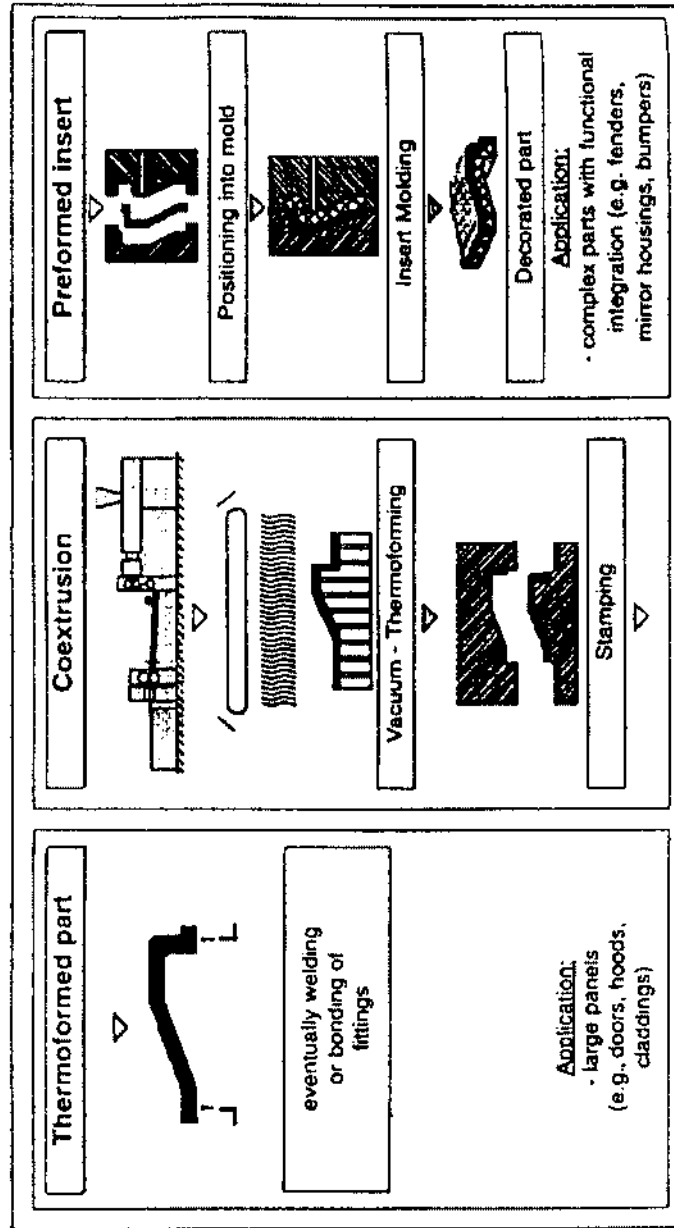 Thermoformed part
eventually welding
or bonding of
fittings
Application:
- large panels
(e.g., doors, hoods,
claddings)
Coextrusion
Vacuum - Thermoforming
Stamping
Preformed insert
Positioning into mold
Insert Molding
Decorated part
Application:
- complex parts with functional
integration (e.g. fenders,
mirror housings, bumpers)